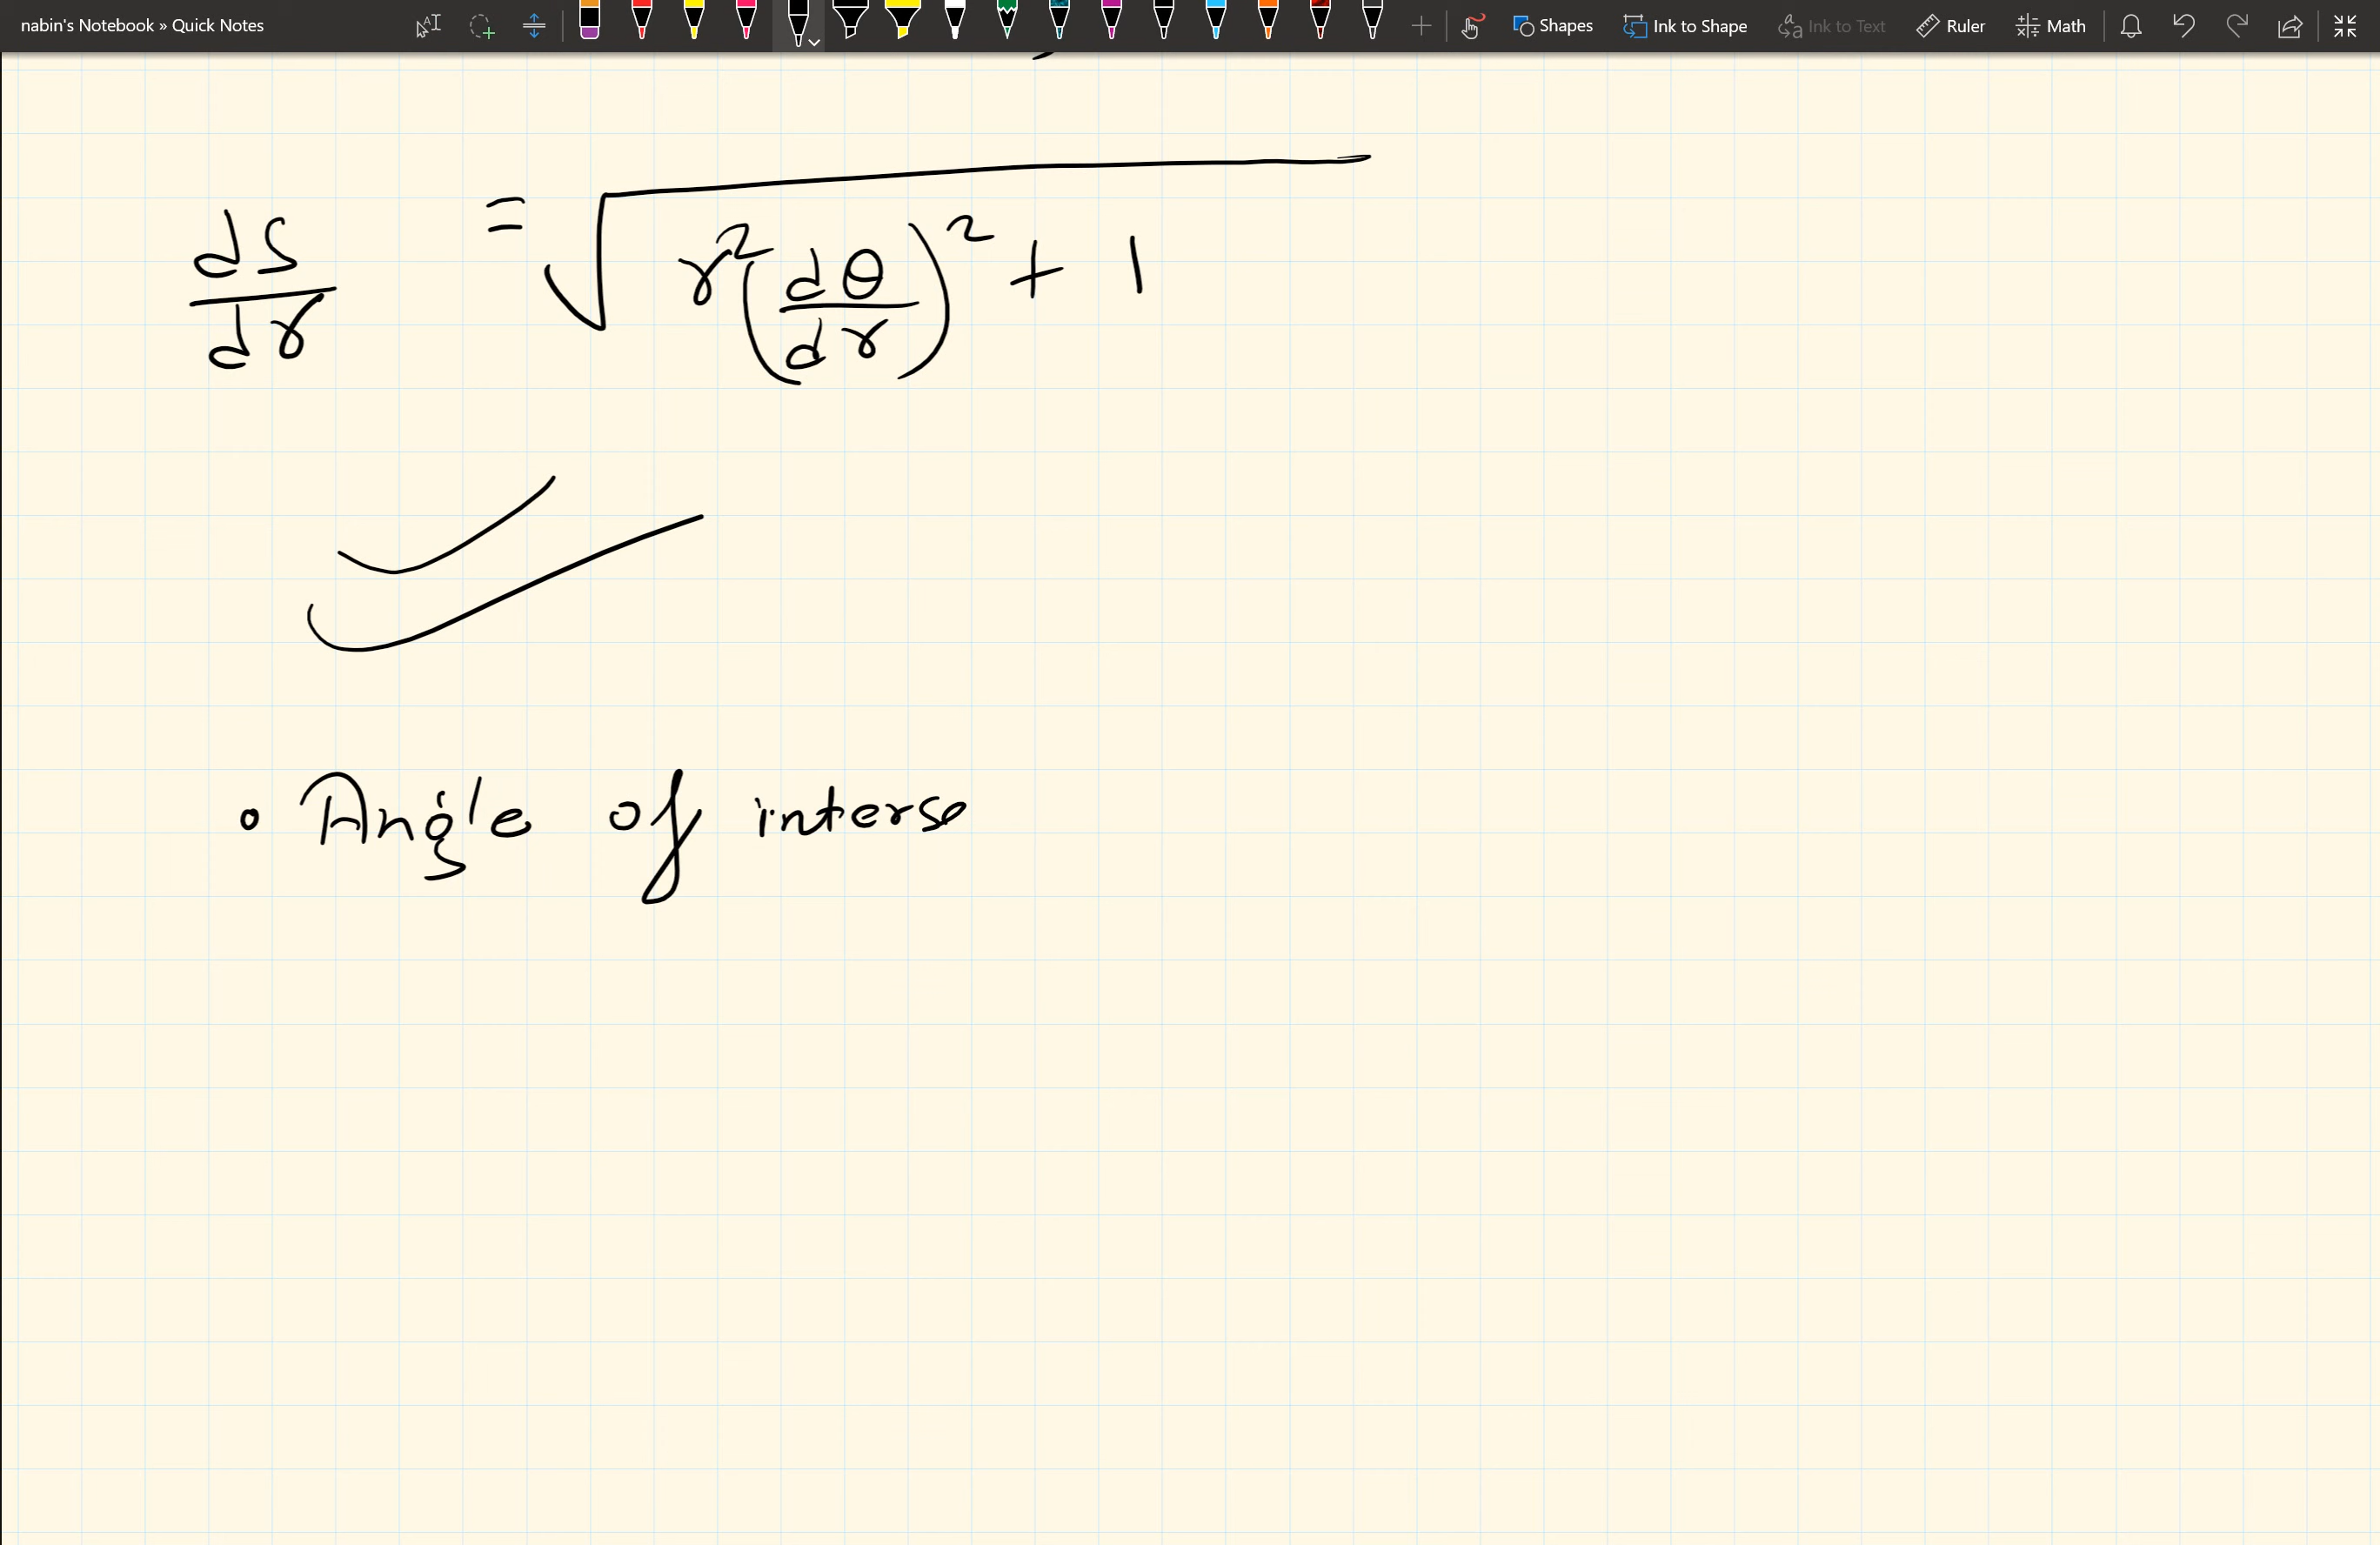 nabin's Notebook » Quick Notes Shapes Ink to Shape Ink to Text Ruler Math
ds/dr = √(r²(dθ/dr)² + 1)
Angle of interse